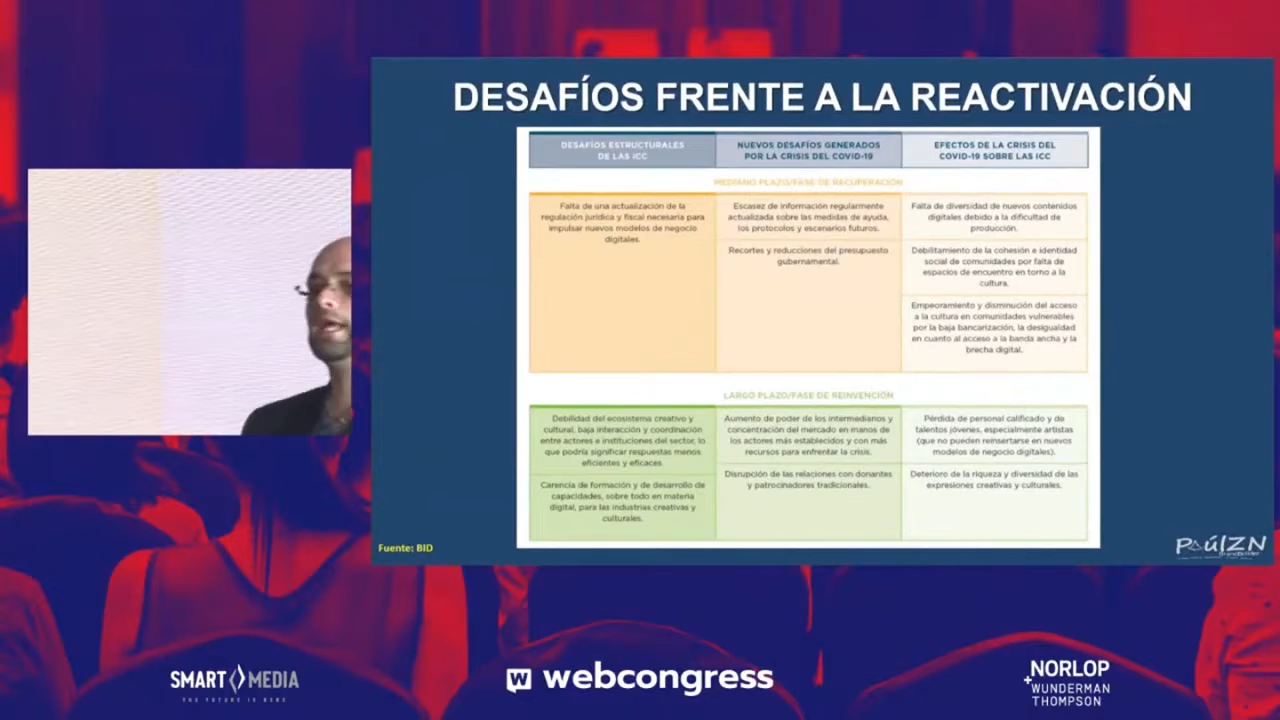 DESAFÍOS FRENTE A LA REACTIVACIÓN
DESAFÍOS ESTRUCTURALES
DE LAS ICC
NUEVOS DESAFÍOS GENERADOS
POR LA CRISIS DEL COVID-19
EFECTOS DE LA CRISIS DEL
COVID-19 SOBRE LAS ICC
MEDIANO PLAZO/FASE DE RECUPERACIÓN
Falta de una actualización de la
regulación jurídica y fiscal necesaria para
impulsar nuevos modelos de negocio
digitales.
Escasez de información regularmente
actualizada sobre las medidas de ayuda,
los protocolos y escenarios futuros.
Recortes y reducciones del presupuesto
gubernamental.
Falta de diversidad de nuevos contenidos
digitales debido a la dificultad de
producción.
Debilitamiento de la cohesión e identidad
social de comunidades por falta de
espacios de encuentro en torno a la
cultura.
Empeoramiento y disminución del acceso
a la cultura en comunidades vulnerables
por la baja bancarización, la desigualdad
en cuanto al acceso a la banda ancha y la
brecha digital.
LARGO PLAZO/FASE DE REINVENCIÓN
Debilidad del ecosistema creativo y
cultural, baja interacción y coordinación
entre actores e instituciones del sector, lo
que podría significar respuestas menos
eficientes y eficaces.
Carencia de formación y de desarrollo de
capacidades, sobre todo en materia
digital, para las industrias creativas y
culturales.
Aumento de poder de los intermedianos y
concentración del mercado en manos de
los actores más establecidos y con más
recursos para enfrentar la crisis.
Disrupción de las relaciones con donantes
y patrocinadores tradicionales.
Pérdida de personal calificado y de
talentos jóvenes, especialmente artistas
(que no pueden reinsertarse en nuevos
modelos de negocio digitales).
Deterioro de la riqueza y diversidad de las
expresiones creativas y culturales.
Fuente: BID
PaúlZN
SMART MEDIA
THE FUTURE IS HERE
w webcongress
NORLOP
+WUNDERMAN
THOMPSON